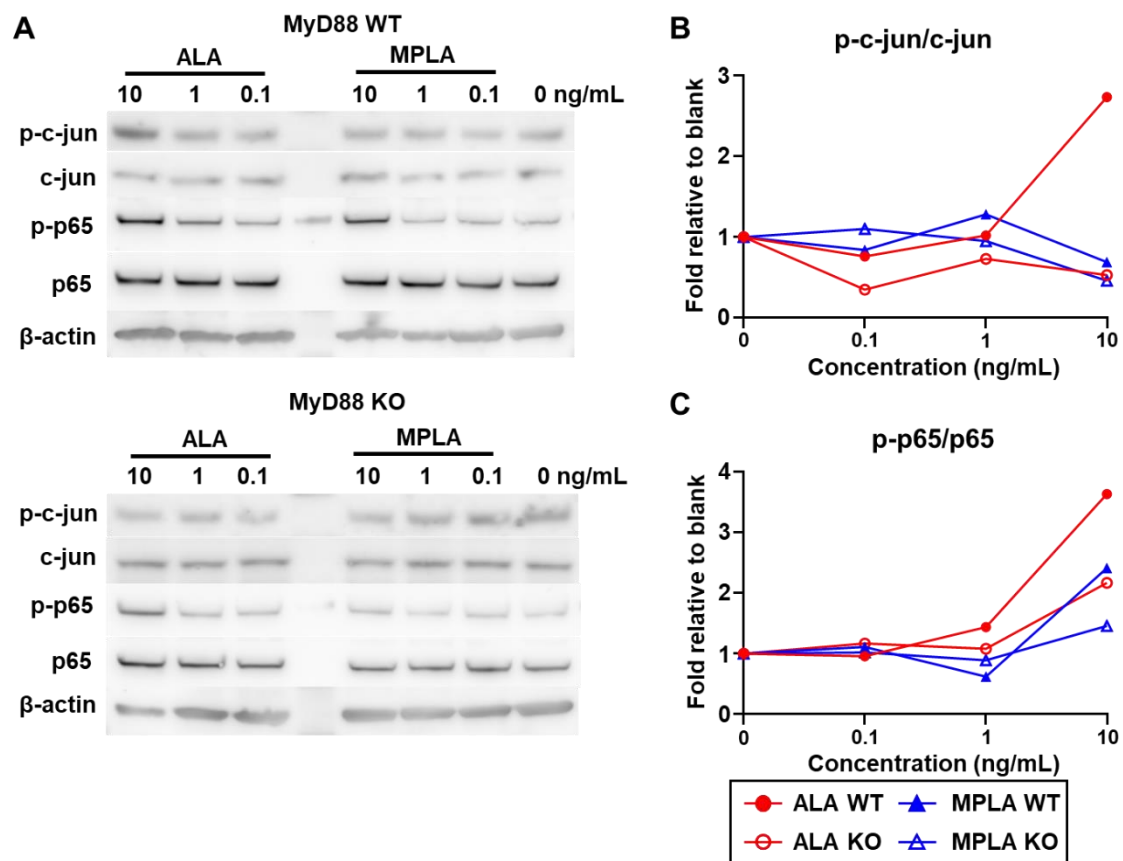 A
MyD88 WT
ALA MPLA
10 1 0.1 10 1 0.1 0 ng/mL
p-c-jun
c-jun
p-p65
p65
β-actin
MyD88 KO
ALA MPLA
10 1 0.1 10 1 0.1 0 ng/mL
p-c-jun
c-jun
p-p65
p65
β-actin
B
p-c-jun/c-jun
Fold relative to blank
3
2
1
0
0 0.1 1 10
Concentration (ng/mL)
C
p-p65/p65
Fold relative to blank
4
3
2
1
0
0 0.1 1 10
Concentration (ng/mL)
ALA WT MPLA WT
ALA KO MPLA KO